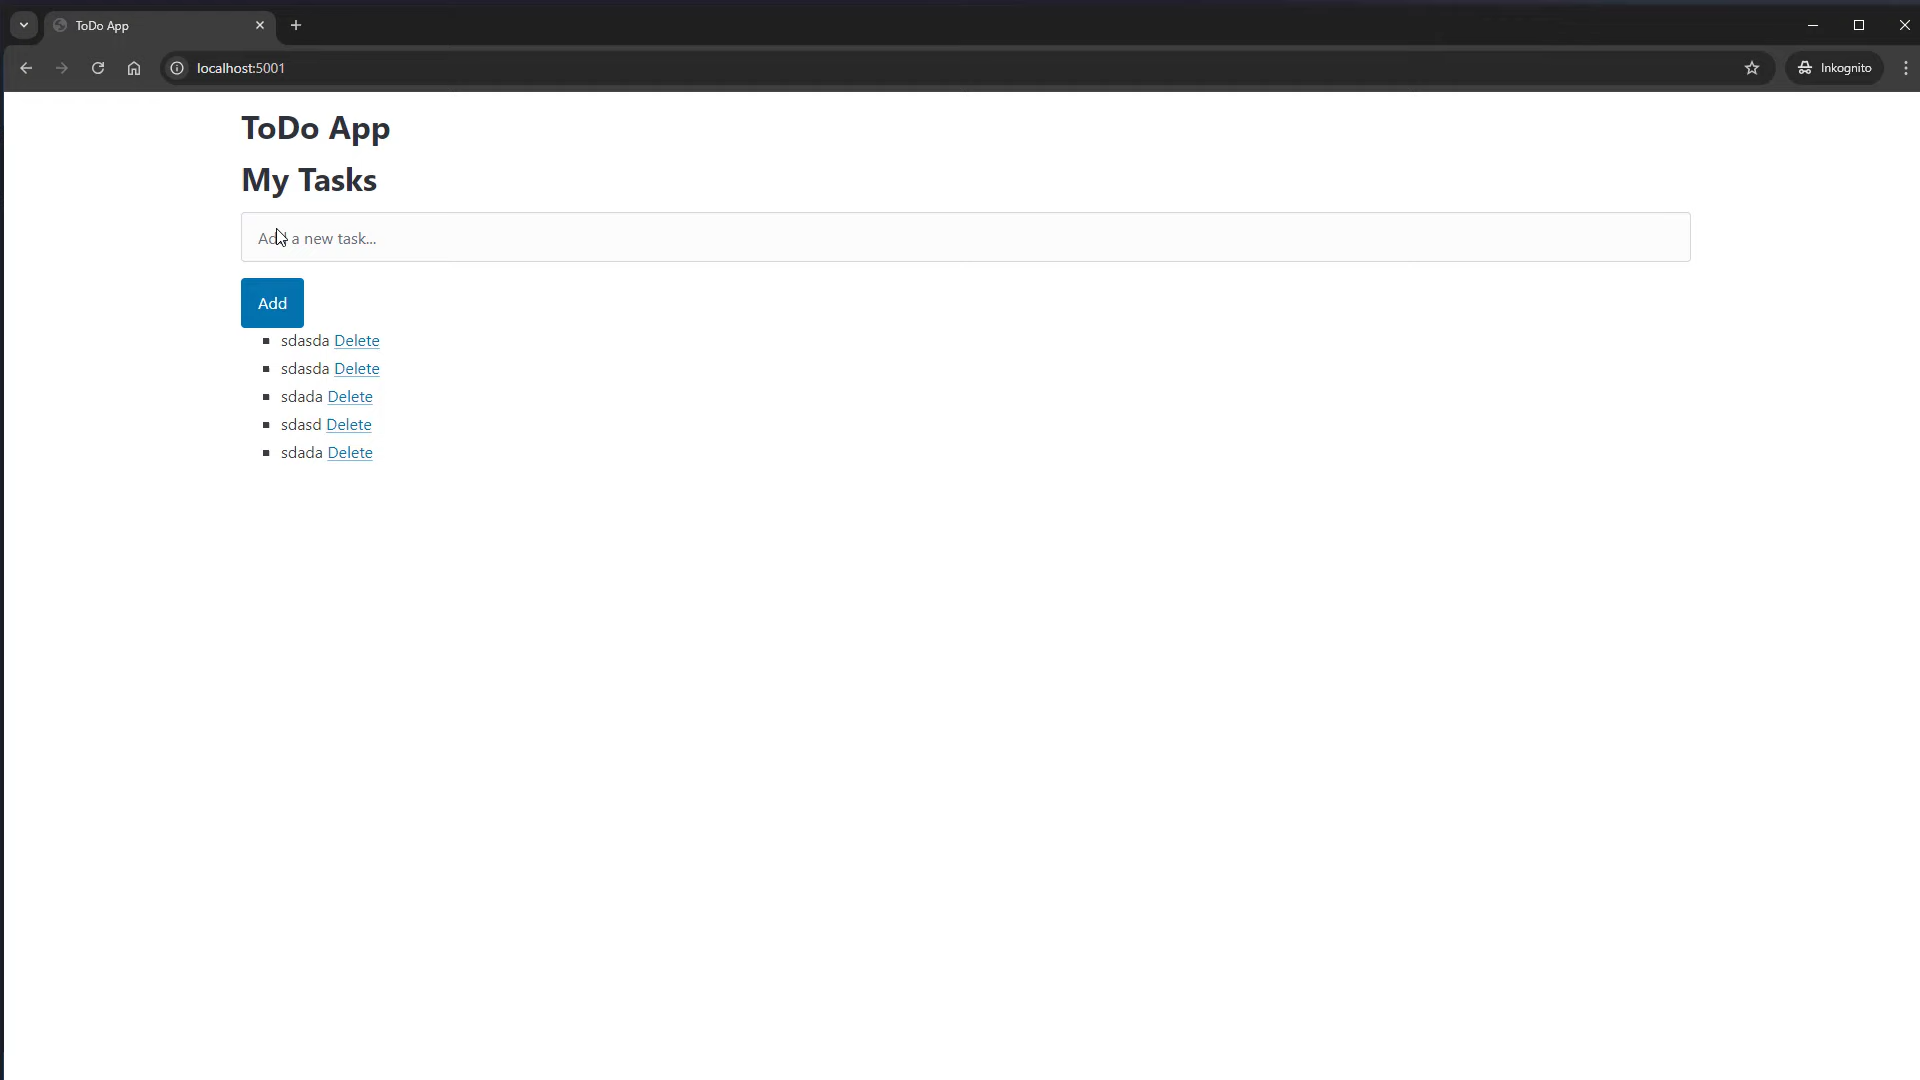 ToDo App
localhost:5001
Inkognito
ToDo App
My Tasks
Add a new task...
Add
sdasda Delete
sdasda Delete
sdada Delete
sdasd Delete
sdada Delete